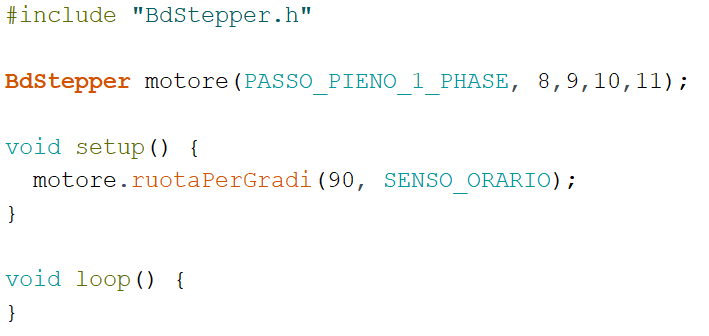 #include "BdStepper.h"
BdStepper motore(PASSO_PIENO_1_PHASE, 8,9,10,11);
void setup() {
  motore.ruotaPerGradi(90, SENSO_ORARIO);
}
void loop() {
}